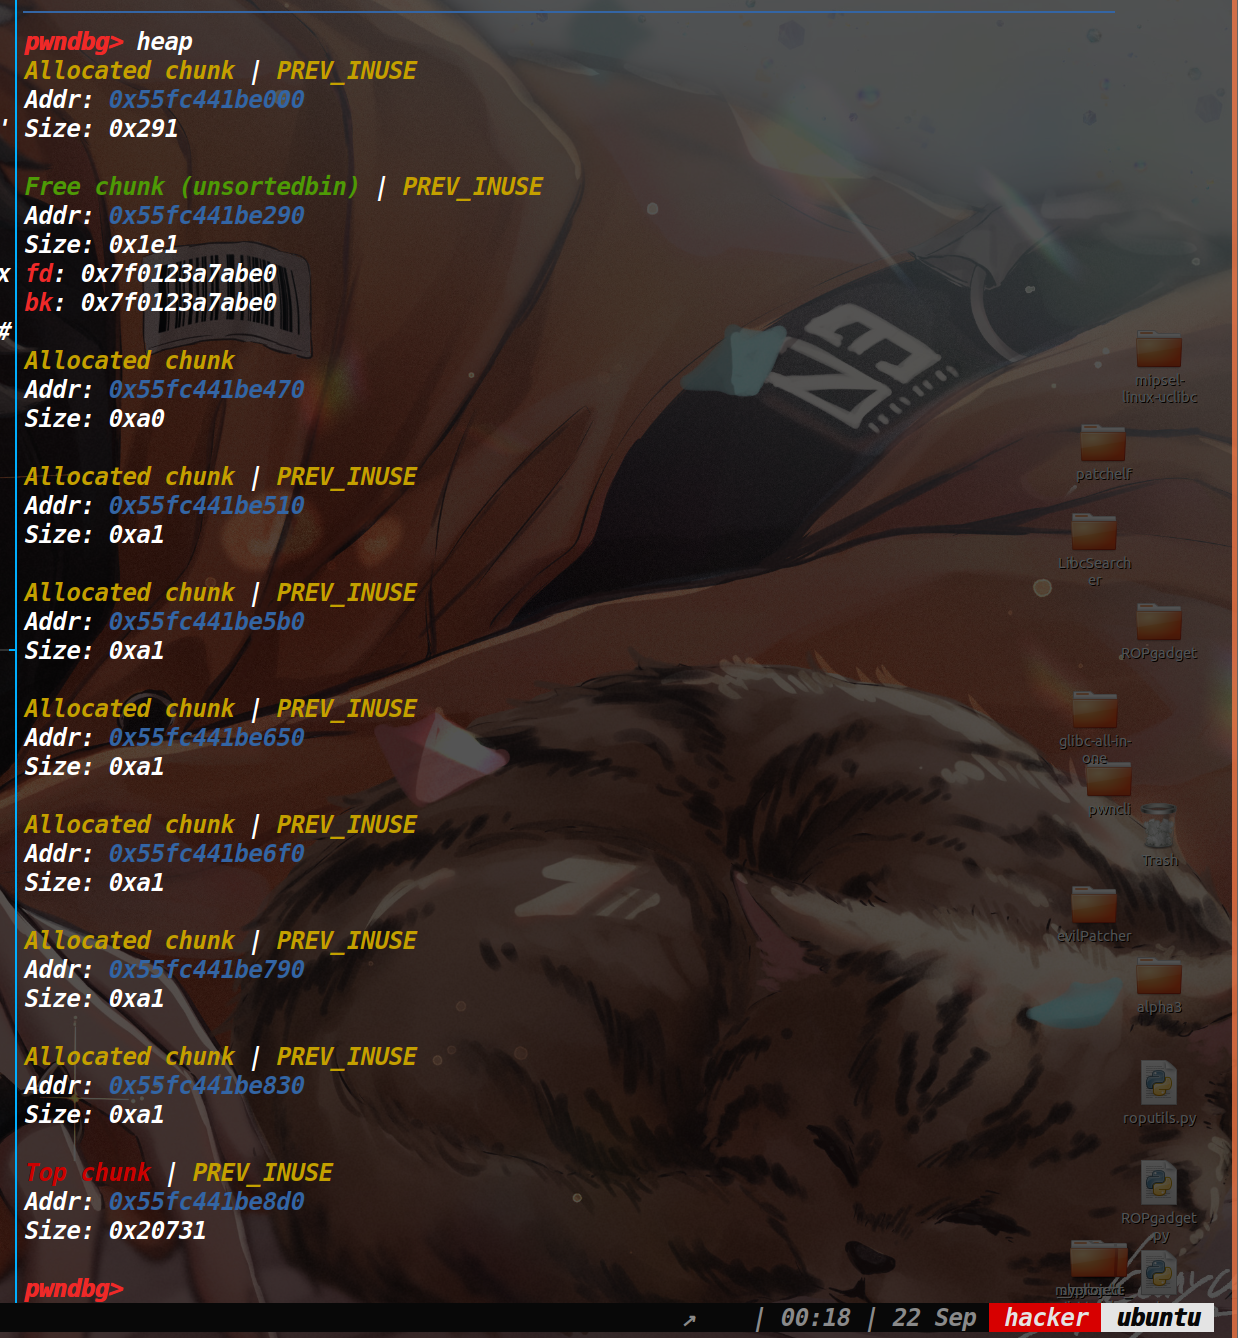 pwndbg> heap
Allocated chunk | PREV_INUSE
Addr: 0x55fc441be000
' Size: 0x291
Free chunk (unsortedbin) | PREV_INUSE
Addr: 0x55fc441be290
Size: 0x1e1
x fd: 0x7f0123a7abe0
bk: 0x7f0123a7abe0
#
Allocated chunk
Addr: 0x55fc441be470
Size: 0xa0
Allocated chunk | PREV_INUSE
Addr: 0x55fc441be510
Size: 0xa1
Allocated chunk | PREV_INUSE
Addr: 0x55fc441be5b0
Size: 0xa1
Allocated chunk | PREV_INUSE
Addr: 0x55fc441be650
Size: 0xa1
Allocated chunk | PREV_INUSE
Addr: 0x55fc441be6f0
Size: 0xa1
Allocated chunk | PREV_INUSE
Addr: 0x55fc441be790
Size: 0xa1
Allocated chunk | PREV_INUSE
Addr: 0x55fc441be830
Size: 0xa1
Top chunk | PREV_INUSE
Addr: 0x55fc441be8d0
Size: 0x20731
pwndbg>
mipsel-
linux-uclibc
patchelf
LibcSearch
er
ROPgadget
glibc-all-in-
one
pwncli
Trash
evilPatcher
alpha3
roputils.py
ROPgadget
.py
↗ | 00:18 | 22 Sep hacker ubuntu